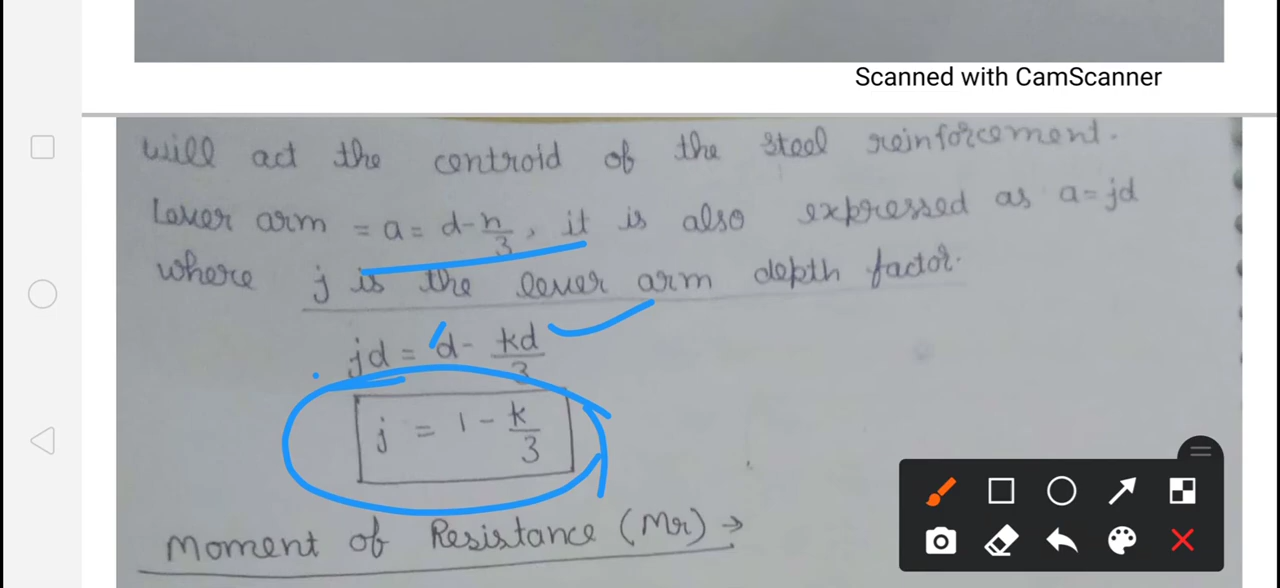 Scanned with CamScanner
will act the centroid of the steel reinforcement.
Lever arm = a = d - n/3, it is also expressed as a = jd
where j is the lever arm depth factor.
jd = d - kd/3
j = 1 - k/3
Moment of Resistance (Mr) →